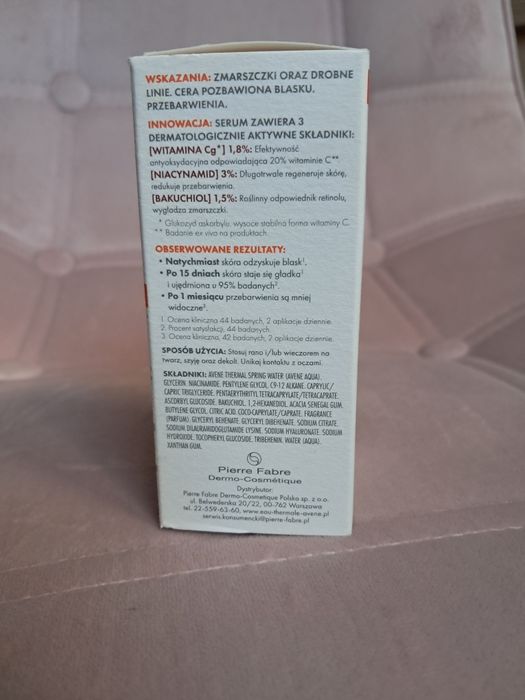 WSKAZANIA: ZMARSZCZKI ORAZ DROBNE
LINIE. CERA POZBAWIONA BLASKU.
PRZEBARWIENIA.
INNOWACJA: SERUM ZAWIERA 3
DERMATOLOGICZNIE AKTYWNE SKŁADNIKI:
[WITAMINA Cg*] 1,8%: Efektywność
antyoksydacyjna odpowiadająca 20% witaminie C**
[NIACYNAMID] 3%: Długotrwale regeneruje skórę,
redukuje przebarwienia.
[BAKUCHIOL] 1,5%: Roślinny odpowiednik retinolu,
wygładza zmarszczki.
* Glukozyd askorbylu, wysoce stabilna forma witaminy C.
** Badanie ex vivo na produktach.
OBSERWOWANE REZULTATY:
• Natychmiast skóra odzyskuje blask¹.
• Po 15 dniach skóra staje się gładka¹
i ujędrniona u 95% badanych².
• Po 1 miesiącu przebarwienia są mniej
widoczne³.
1. Ocena kliniczna 44 badanych, 2 aplikacje dziennie.
2. Procent satysfakcji, 44 badanych.
3. Ocena kliniczna, 42 badanych, 2 aplikacje dziennie.
SPOSÓB UŻYCIA: Stosuj rano i/lub wieczorem na
twarz, szyję oraz dekolt. Unikaj kontaktu z oczami.
SKŁADNIKI: AVENE THERMAL SPRING WATER (AVENE AQUA).
GLYCERIN. NIACINAMIDE. PENTYLENE GLYCOL. C9-12 ALKANE. CAPRYLIC/
CAPRIC TRIGLYCERIDE. PENTAERYTHRITYL TETRACAPRYLATE/TETRACAPRATE.
ASCORBYL GLUCOSIDE. BAKUCHIOL. 1,2-HEXANEDIOL. ACACIA SENEGAL GUM.
BUTYLENE GLYCOL. CITRIC ACID. COCO-CAPRYLATE/CAPRATE. FRAGRANCE
(PARFUM). GLYCERYL BEHENATE. GLYCERYL DIBEHENATE. SODIUM CITRATE.
SODIUM DILAURAMIDOGLUTAMIDE LYSINE. SODIUM HYALURONATE. SODIUM
HYDROXIDE. TOCOPHERYL GLUCOSIDE. TRIBEHENIN. WATER (AQUA).
XANTHAN GUM.
Pierre Fabre
Dermo-Cosmétique
Dystrybutor:
Pierre Fabre Dermo-Cosmetique Polska sp. z o.o.
ul. Belwederska 20/22, 00-762 Warszawa
tel. 22-559-63-60, www.eau-thermale-avene.pl
serwis.konsumencki@pierre-fabre.pl